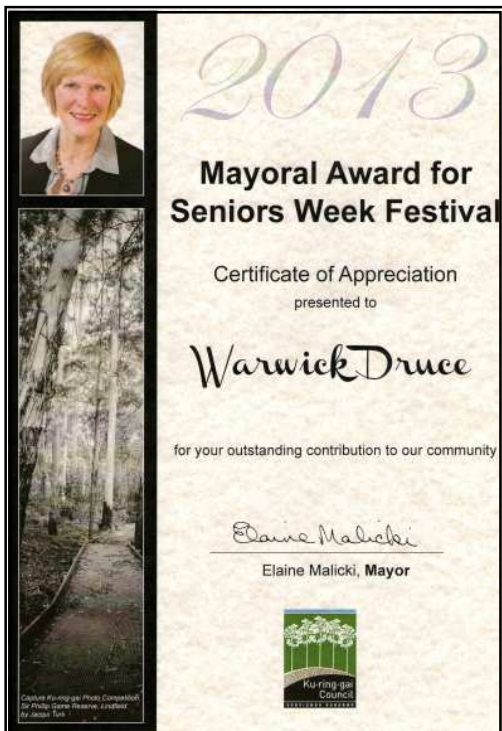 2013
Mayoral Award for
Seniors Week Festival
Certificate of Appreciation
presented to
Warwick Druce
for your outstanding contribution to our community
Elaine Malicki
Elaine Malicki, Mayor
Ku-ring-gai
Council
Capture Ku-ring-gai Photo Competition,
Sir Phillip Game Reserve, Lindfield
by Jacqui Turk